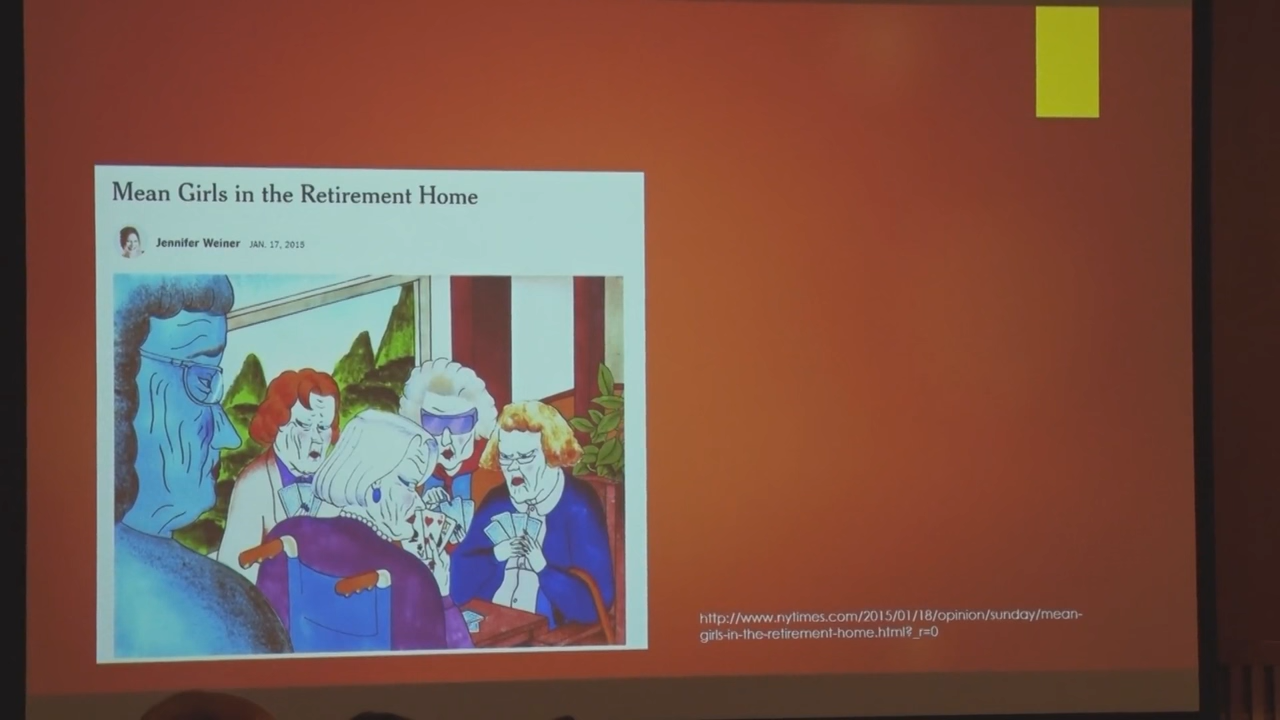 Mean Girls in the Retirement Home
Jennifer Weiner JAN. 17, 2015
http://www.nytimes.com/2015/01/18/opinion/sunday/mean-
girls-in-the-retirement-home.html?_r=0